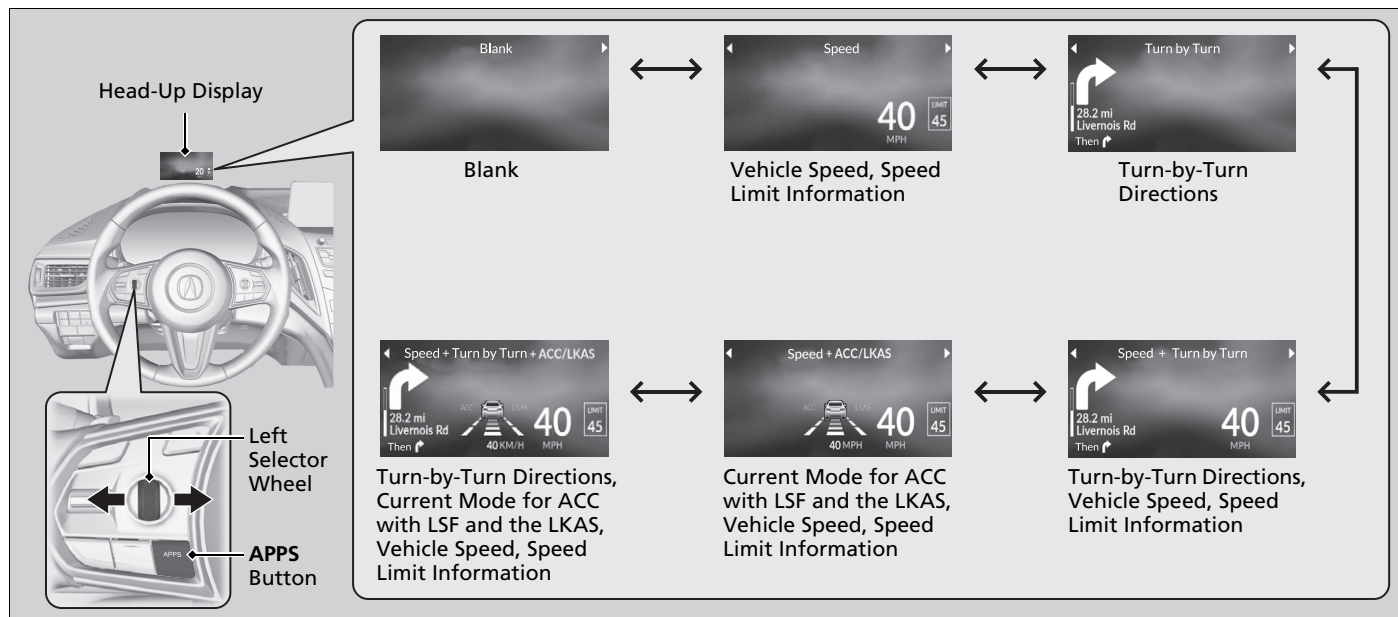 Head-Up Display
20
Blank
Blank
Speed
40
MPH
LIMIT
45
Vehicle Speed, Speed
Limit Information
Turn by Turn
28.2 mi
Livernois Rd
Then
Turn-by-Turn
Directions
Speed + Turn by Turn + ACC/LKAS
28.2 mi
Livernois Rd
Then
ACC
LKAS
40 KM/H
40
MPH
LIMIT
45
Turn-by-Turn Directions,
Current Mode for ACC
with LSF and the LKAS,
Vehicle Speed, Speed
Limit Information
Speed + ACC/LKAS
ACC
LKAS
40 MPH
40
MPH
LIMIT
45
Current Mode for ACC
with LSF and the LKAS,
Vehicle Speed, Speed
Limit Information
Speed + Turn by Turn
28.2 mi
Livernois Rd
Then
40
MPH
LIMIT
45
Turn-by-Turn Directions,
Vehicle Speed, Speed
Limit Information
Left
Selector
Wheel
APPS
APPS
Button